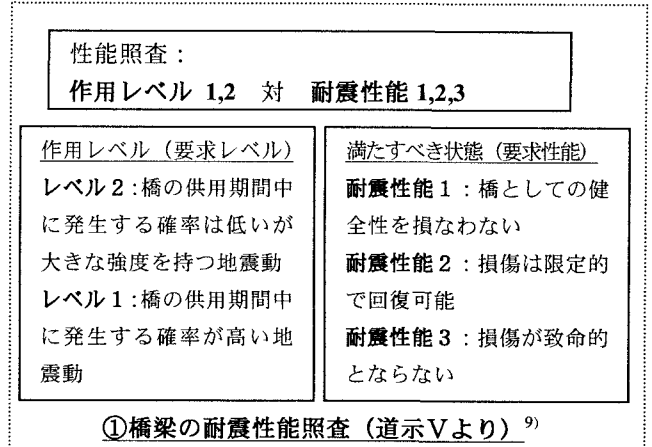 性能照査：
作用レベル 1,2　対　耐震性能 1,2,3
作用レベル（要求レベル）
レベル2：橋の供用期間中
に発生する確率は低いが
大きな強度を持つ地震動
レベル1：橋の供用期間中
に発生する確率が高い地
震動
満たすべき状態（要求性能）
耐震性能1：橋としての健
全性を損なわない
耐震性能2：損傷は限定的
で回復可能
耐震性能3：損傷が致命的
とならない
①橋梁の耐震性能照査（道示Ⅴより）9)